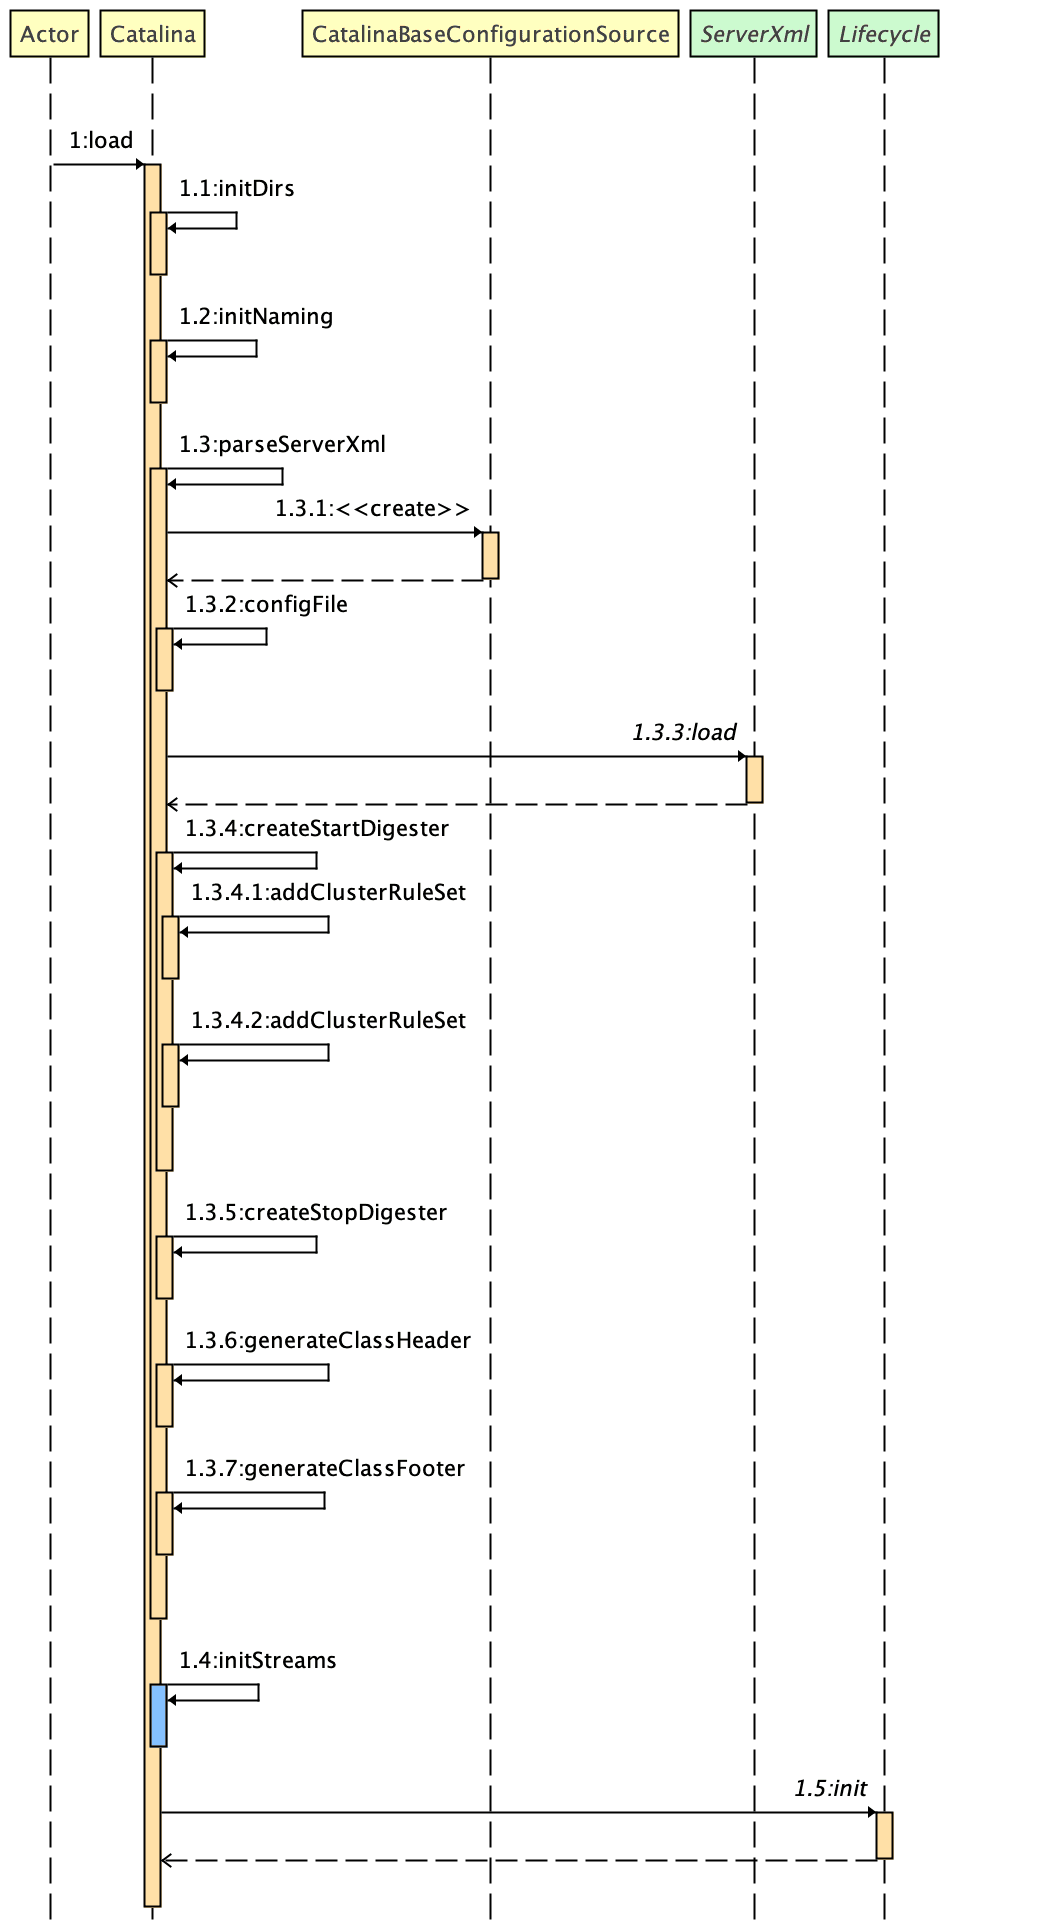 Actor
Catalina
CatalinaBaseConfigurationSource
ServerXml
Lifecycle
1:load
1.1:initDirs
1.2:initNaming
1.3:parseServerXml
1.3.1:<<create>>
1.3.2:configFile
1.3.3:load
1.3.4:createStartDigester
1.3.4.1:addClusterRuleSet
1.3.4.2:addClusterRuleSet
1.3.5:createStopDigester
1.3.6:generateClassHeader
1.3.7:generateClassFooter
1.4:initStreams
1.5:init